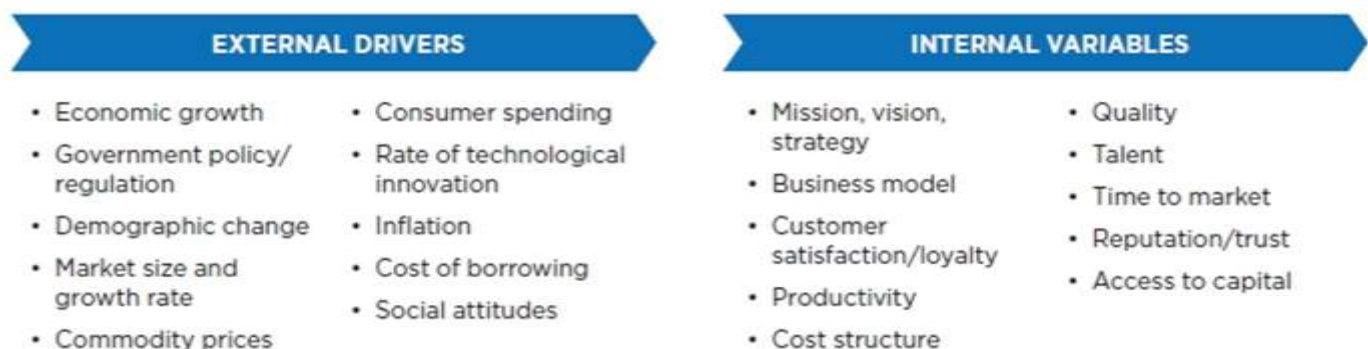 EXTERNAL DRIVERS
• Economic growth
• Government policy/
regulation
• Demographic change
• Market size and
growth rate
• Commodity prices
• Consumer spending
• Rate of technological
innovation
• Inflation
• Cost of borrowing
• Social attitudes
INTERNAL VARIABLES
• Mission, vision,
strategy
• Business model
• Customer
satisfaction/loyalty
• Productivity
• Cost structure
• Quality
• Talent
• Time to market
• Reputation/trust
• Access to capital